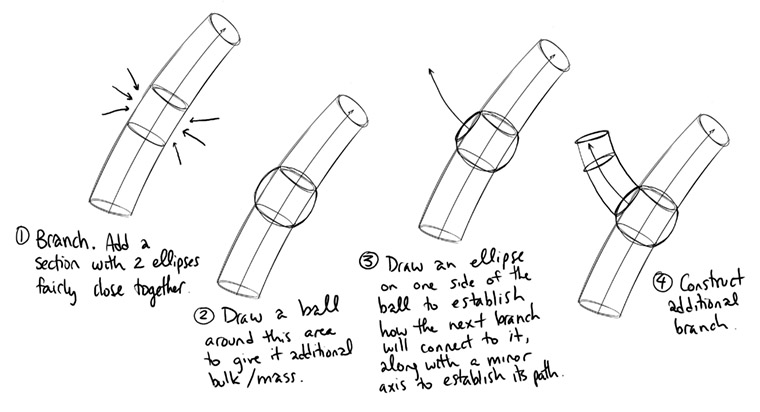 ① Branch. Add a
section with 2 ellipses
fairly close together.
② Draw a ball
around this area
to give it additional
bulk/mass.
③ Draw an ellipse
on one side of the
ball to establish
how the next branch
will connect to it,
along with a minor
axis to establish its path.
④ Construct
additional
branch.